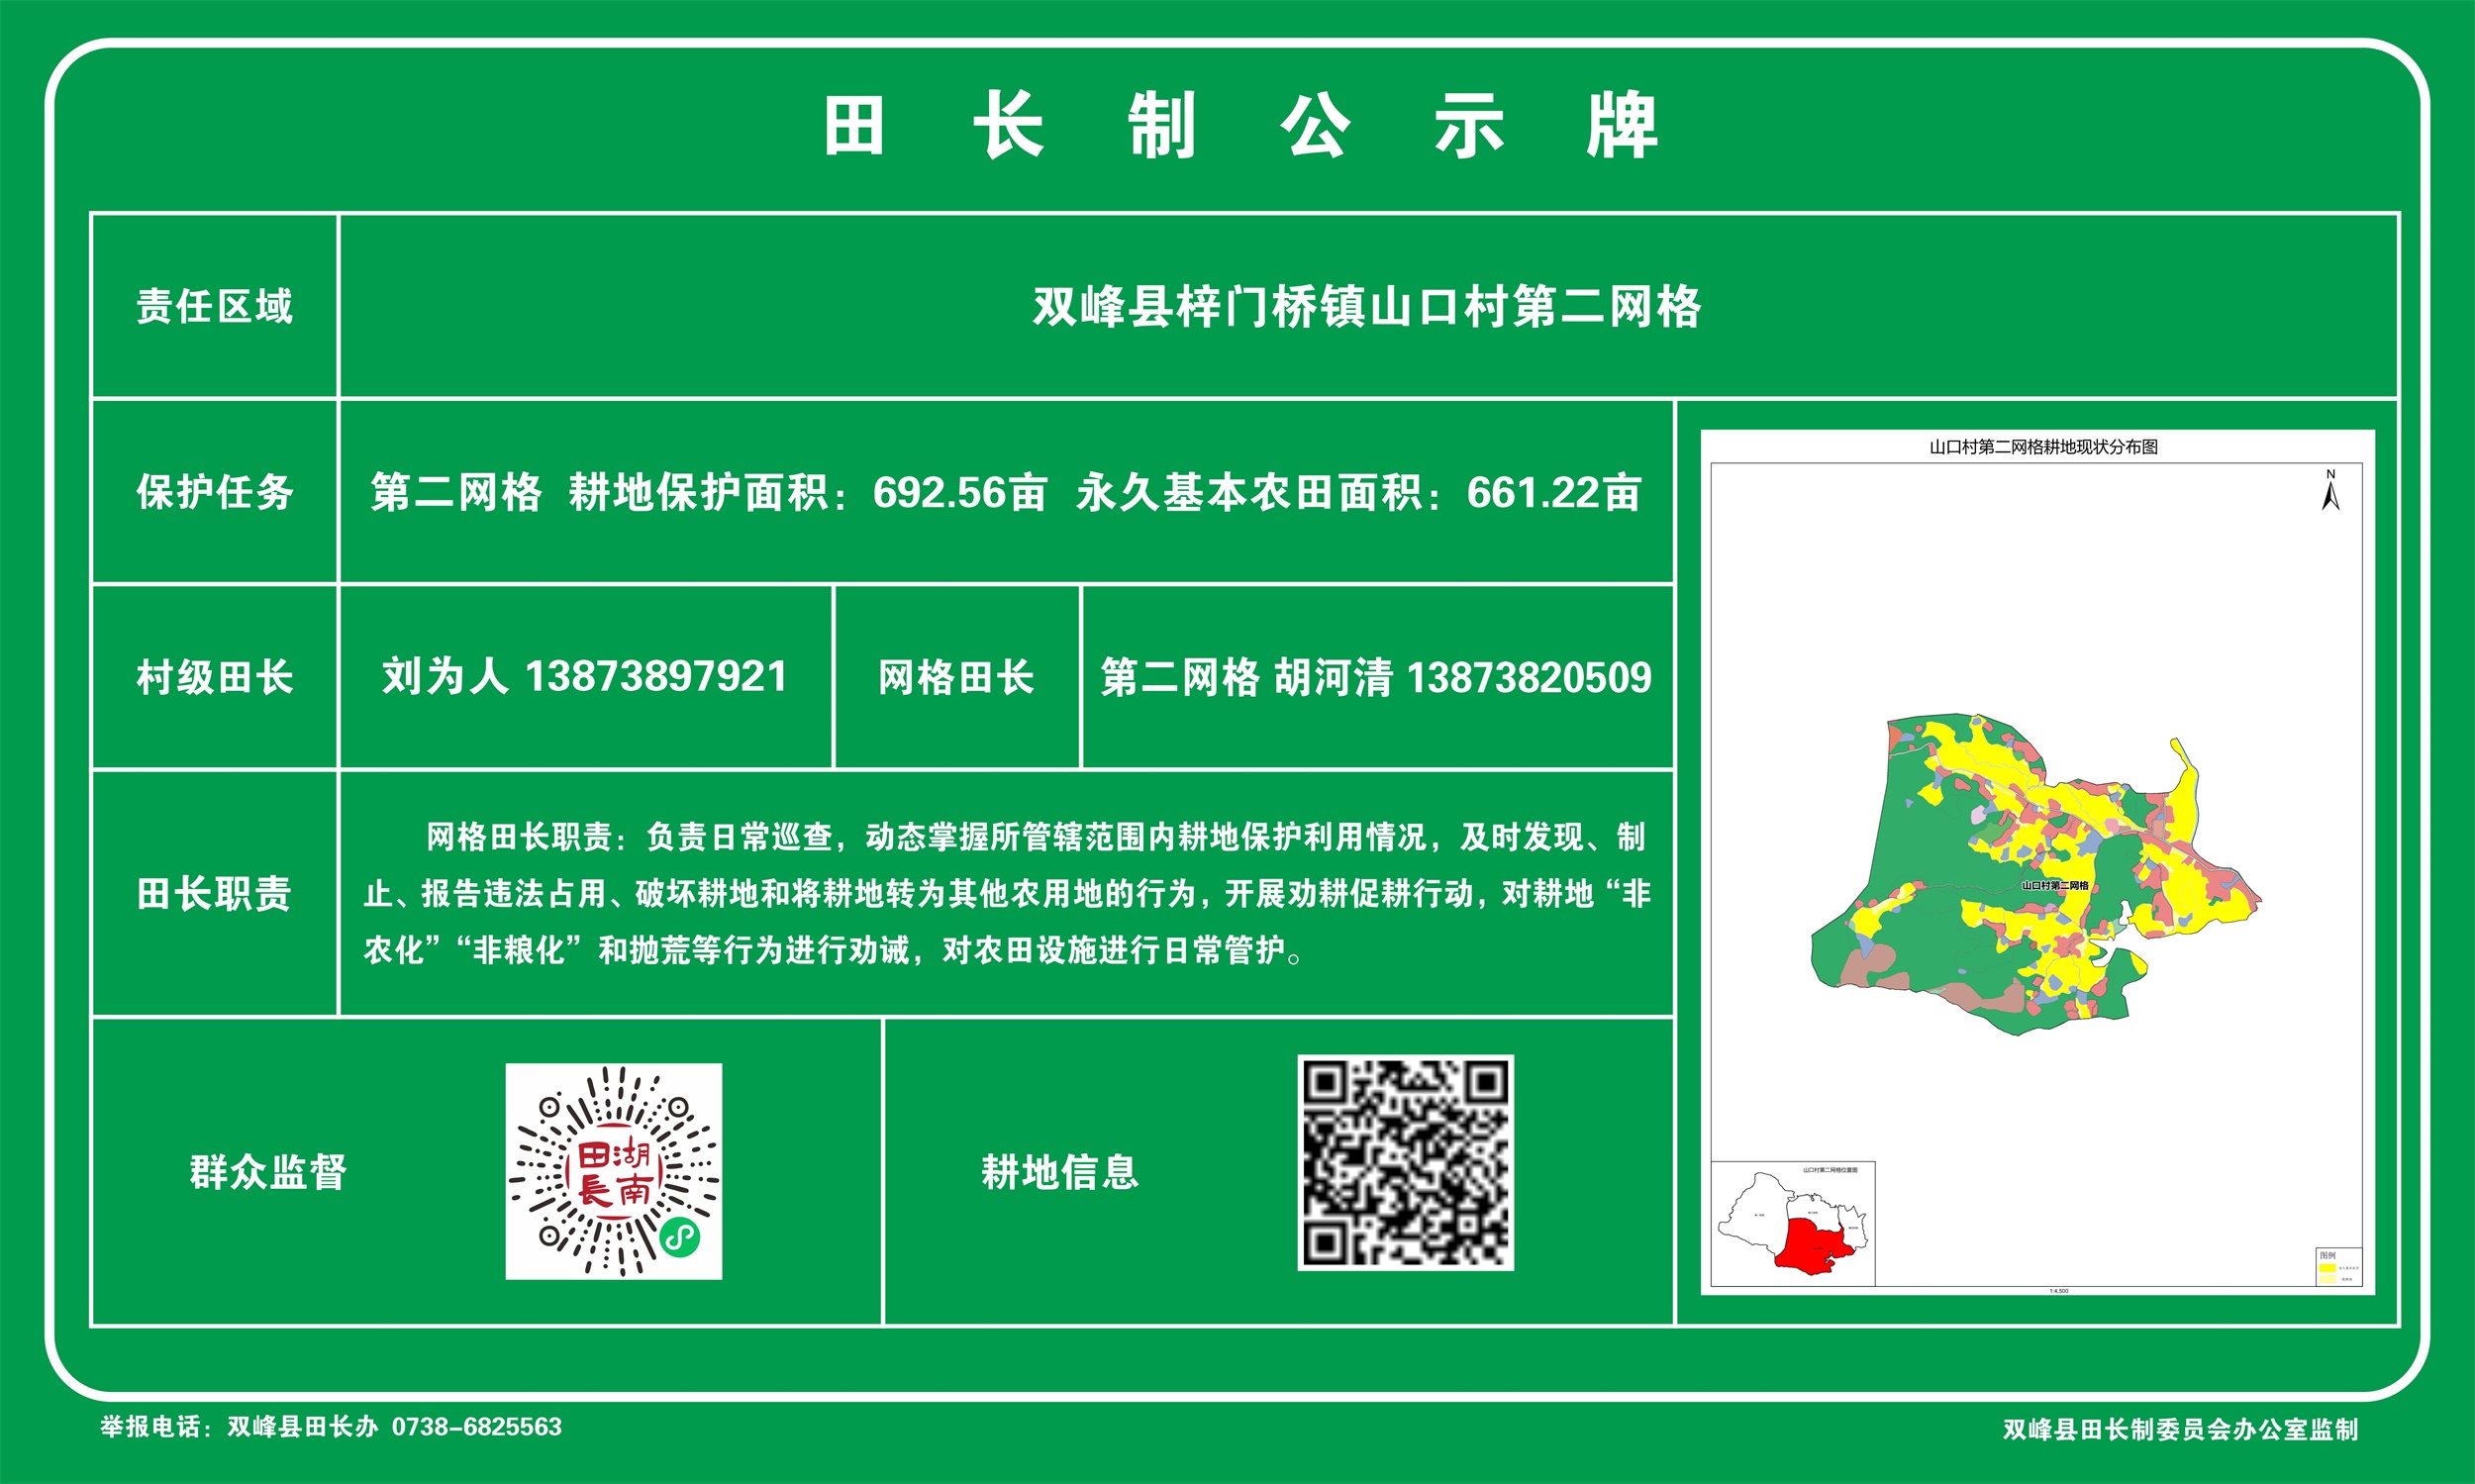 田长制公示牌
责任区域
双峰县梓门桥镇山口村第二网格
保护任务
第二网格 耕地保护面积：692.56亩 永久基本农田面积：661.22亩
村级田长
刘为人 13873897921
网格田长
第二网格 胡河清 13873820509
田长职责
网格田长职责：负责日常巡查，动态掌握所管辖范围内耕地保护利用情况，及时发现、制
止、报告违法占用、破坏耕地和将耕地转为其他农用地的行为，开展劝耕促耕行动，对耕地“非
农化”“非粮化”和抛荒等行为进行劝诫，对农田设施进行日常管护。
群众监督
湖南
田長
耕地信息
山口村第二网格耕地现状分布图
N
山口村第二网格
山口村第二网格位置图
图例
1:4,500
举报电话：双峰县田长办 0738-6825563
双峰县田长制委员会办公室监制